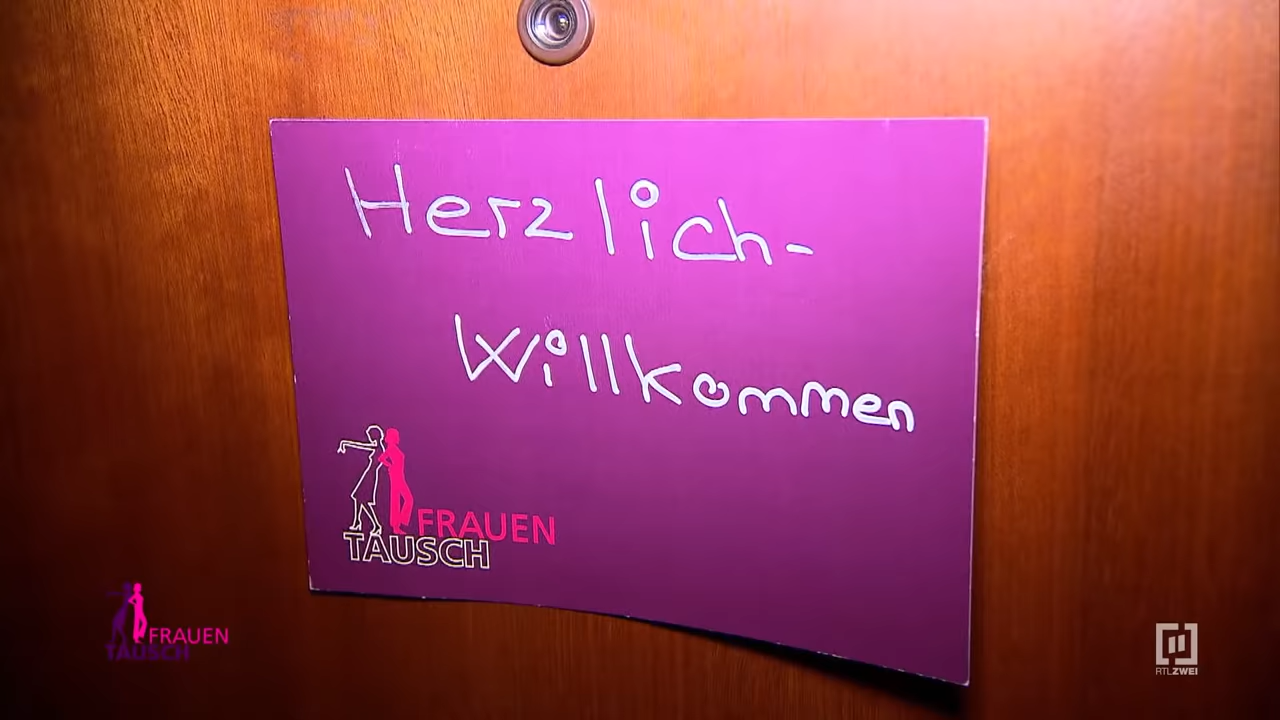 Herzlich-
Willkommen
FRAUEN
TAUSCH
FRAUEN
TAUSCH
RTLZWEI